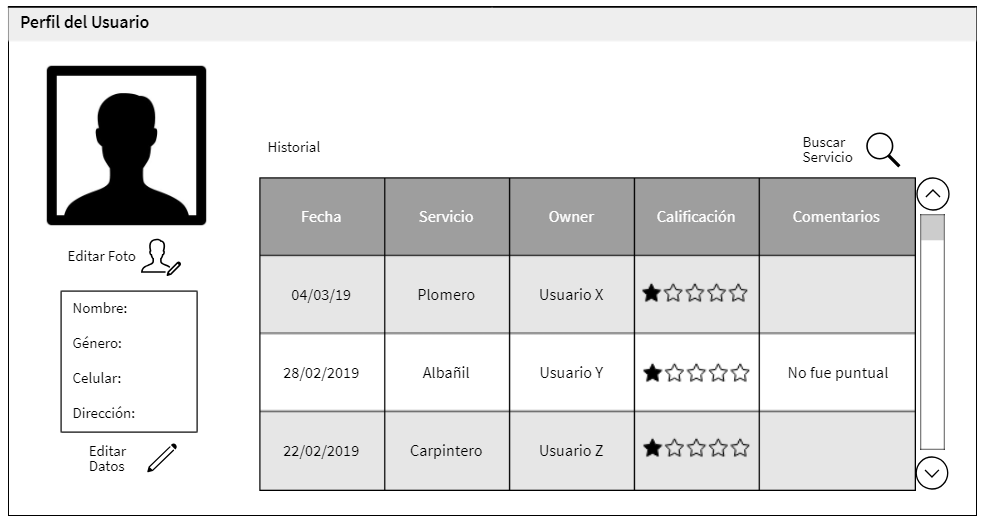 Perfil del Usuario
Historial
Buscar
Servicio
Fecha Servicio Owner Calificación Comentarios
04/03/19 Plomero Usuario X
28/02/2019 Albañil Usuario Y No fue puntual
22/02/2019 Carpintero Usuario Z
Editar Foto
Nombre:
Género:
Celular:
Dirección:
Editar
Datos